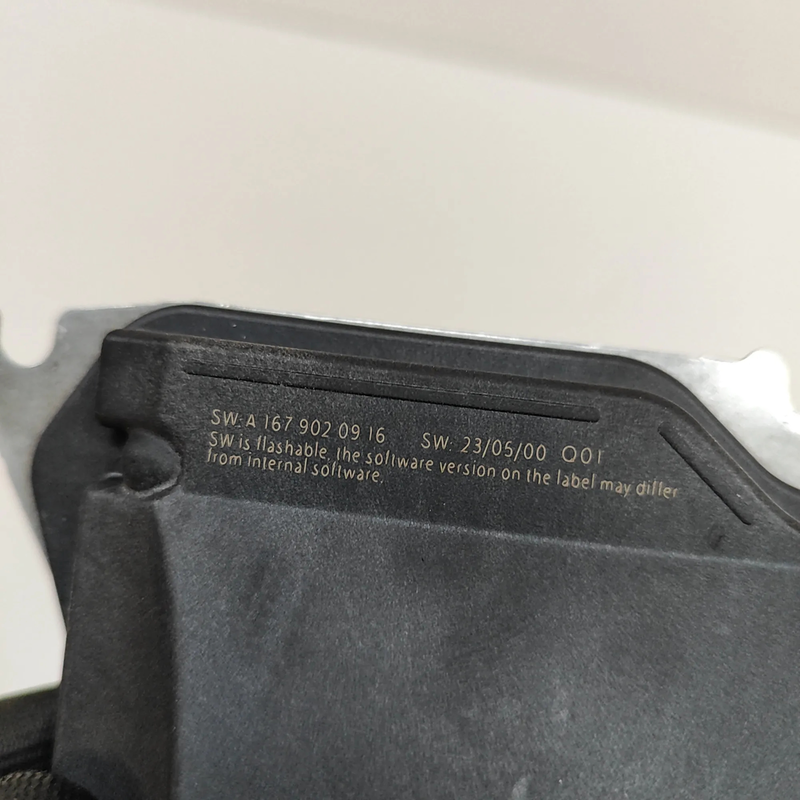 SW: A 167 902 09 16 SW: 23/05/00 Q01
SW is flashable, the software version on the label may differ
from internal software.